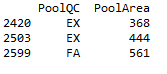 PoolQC PoolArea
2420 EX 368
2503 EX 444
2599 FA 561